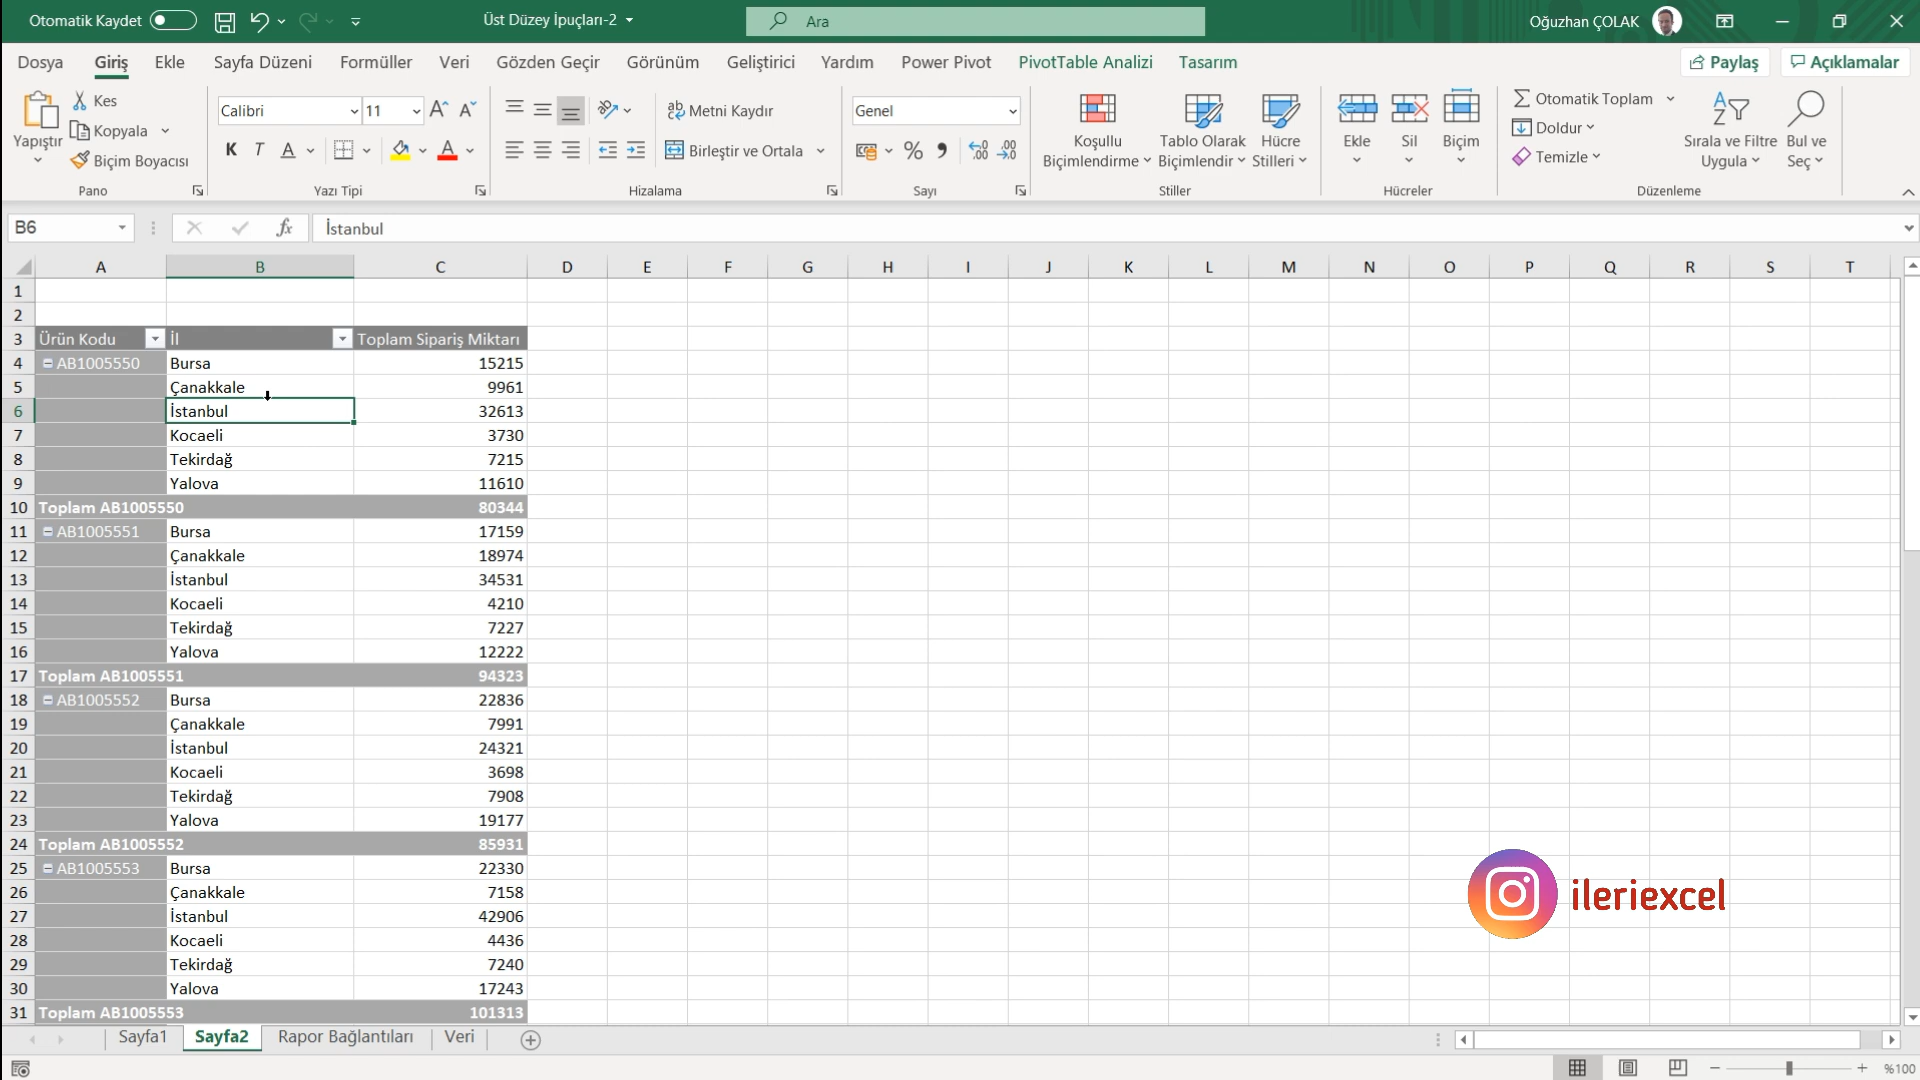 Otomatik Kaydet Üst Düzey İpuçları-2 Ara Oğuzhan ÇOLAK
Dosya Giriş Ekle Sayfa Düzeni Formüller Veri Gözden Geçir Görünüm Geliştirici Yardım Power Pivot PivotTable Analizi Tasarım Paylaş Açıklamalar
Yapıştır Kes Kopyala Biçim Boyacısı Pano
Calibri 11 K T A A Yazı Tipi
Metni Kaydır Birleştir ve Ortala Hizalama
Genel % Sayı
Koşullu Biçimlendirme Tablo Olarak Biçimlendir Hücre Stilleri Stiller
Ekle Sil Biçim Hücreler
Otomatik Toplam Doldur Temizle Sırala ve Filtre Uygula Bul ve Seç Düzenleme
B6 fx İstanbul
A B C D E F G H I J K L M N O P Q R S T
1
2
3 Ürün Kodu İl Toplam Sipariş Miktarı
4 AB1005550 Bursa 15215
5 Çanakkale 9961
6 İstanbul 32613
7 Kocaeli 3730
8 Tekirdağ 7215
9 Yalova 11610
10 Toplam AB1005550 80344
11 AB1005551 Bursa 17159
12 Çanakkale 18974
13 İstanbul 34531
14 Kocaeli 4210
15 Tekirdağ 7227
16 Yalova 12222
17 Toplam AB1005551 94323
18 AB1005552 Bursa 22836
19 Çanakkale 7991
20 İstanbul 24321
21 Kocaeli 3698
22 Tekirdağ 7908
23 Yalova 19177
24 Toplam AB1005552 85931
25 AB1005553 Bursa 22330
26 Çanakkale 7158
27 İstanbul 42906
28 Kocaeli 4436
29 Tekirdağ 7240
30 Yalova 17243
31 Toplam AB1005553 101313
ileriexcel
Sayfa1 Sayfa2 Rapor Bağlantıları Veri
%100